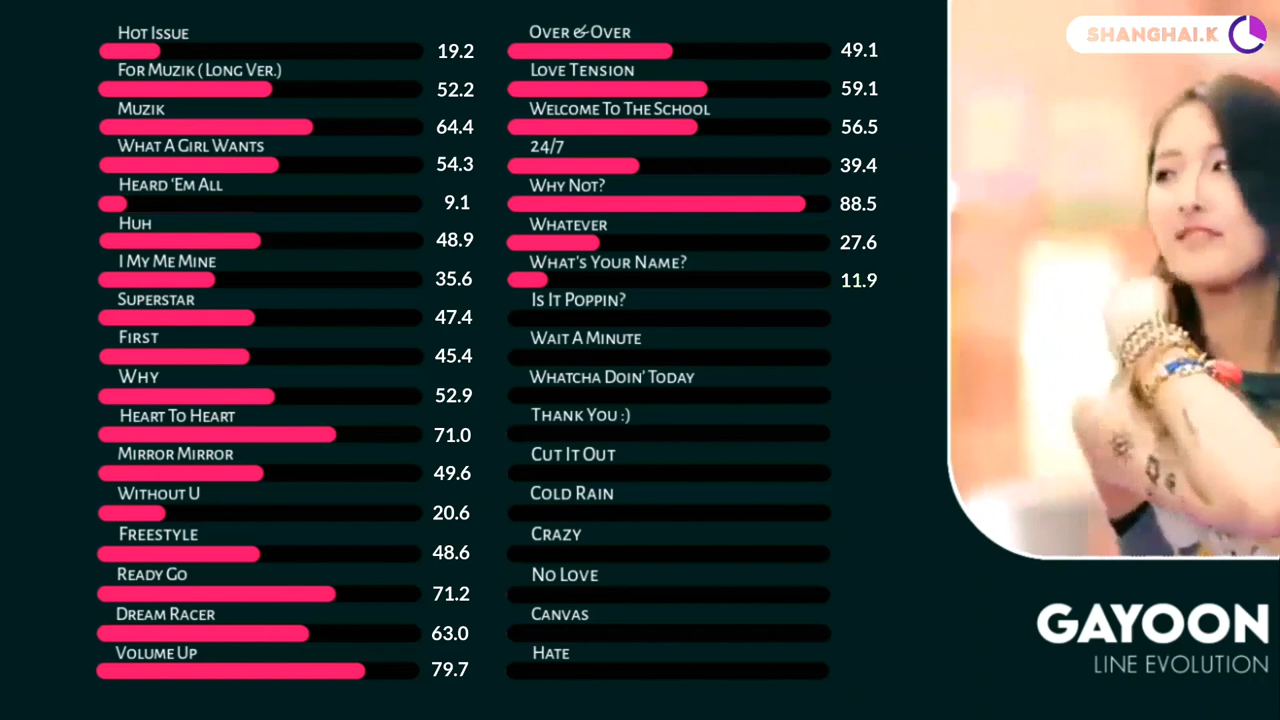 SHANGHAI.K
HOT ISSUE
19.2
FOR MUZIK (LONG VER.)
52.2
MUZIK
64.4
WHAT A GIRL WANTS
54.3
HEARD ‘EM ALL
9.1
HUH
48.9
I MY ME MINE
35.6
SUPERSTAR
47.4
FIRST
45.4
WHY
52.9
HEART TO HEART
71.0
MIRROR MIRROR
49.6
WITHOUT U
20.6
FREESTYLE
48.6
READY GO
71.2
DREAM RACER
63.0
VOLUME UP
79.7
OVER & OVER
49.1
LOVE TENSION
59.1
WELCOME TO THE SCHOOL
56.5
24/7
39.4
WHY NOT?
88.5
WHATEVER
27.6
WHAT'S YOUR NAME?
11.9
IS IT POPPIN?
WAIT A MINUTE
WHATCHA DOIN' TODAY
THANK YOU :)
CUT IT OUT
COLD RAIN
CRAZY
NO LOVE
CANVAS
HATE
GAYOON
LINE EVOLUTION